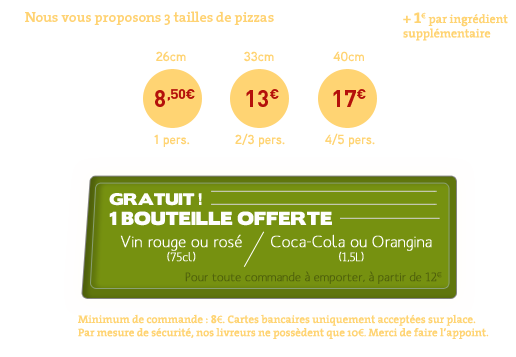 Nous vous proposons 3 tailles de pizzas
+ 1€ par ingrédient
supplémentaire
26cm 33cm 40cm
8,50€ 13€ 17€
1 pers. 2/3 pers. 4/5 pers.
GRATUIT !
1 BOUTEILLE OFFERTE
Vin rouge ou rosé / Coca-Cola ou Orangina
(75cl) (1,5L)
Pour toute commande à emporter, à partir de 12€
Minimum de commande : 8€. Cartes bancaires uniquement acceptées sur place.
Par mesure de sécurité, nos livreurs ne possèdent que 10€. Merci de faire l'appoint.